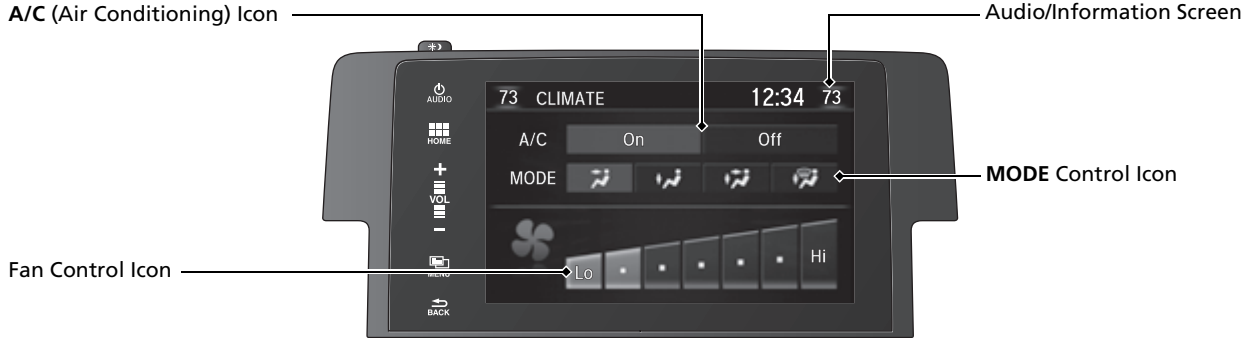 A/C (Air Conditioning) Icon
Audio/Information Screen
AUDIO
73 CLIMATE 12:34 73
HOME
A/C On Off
+
VOL
-
MODE
MODE Control Icon
Fan Control Icon
Lo Hi
MENU
BACK